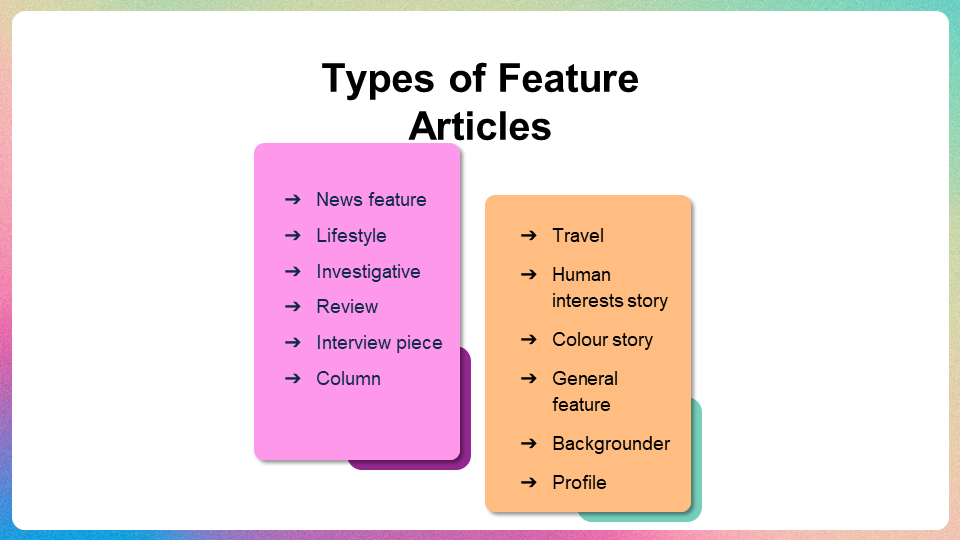 Types of Feature
Articles
➔ News feature
➔ Lifestyle
➔ Investigative
➔ Review
➔ Interview piece
➔ Column
➔ Travel
➔ Human
interests story
➔ Colour story
➔ General
feature
➔ Backgrounder
➔ Profile